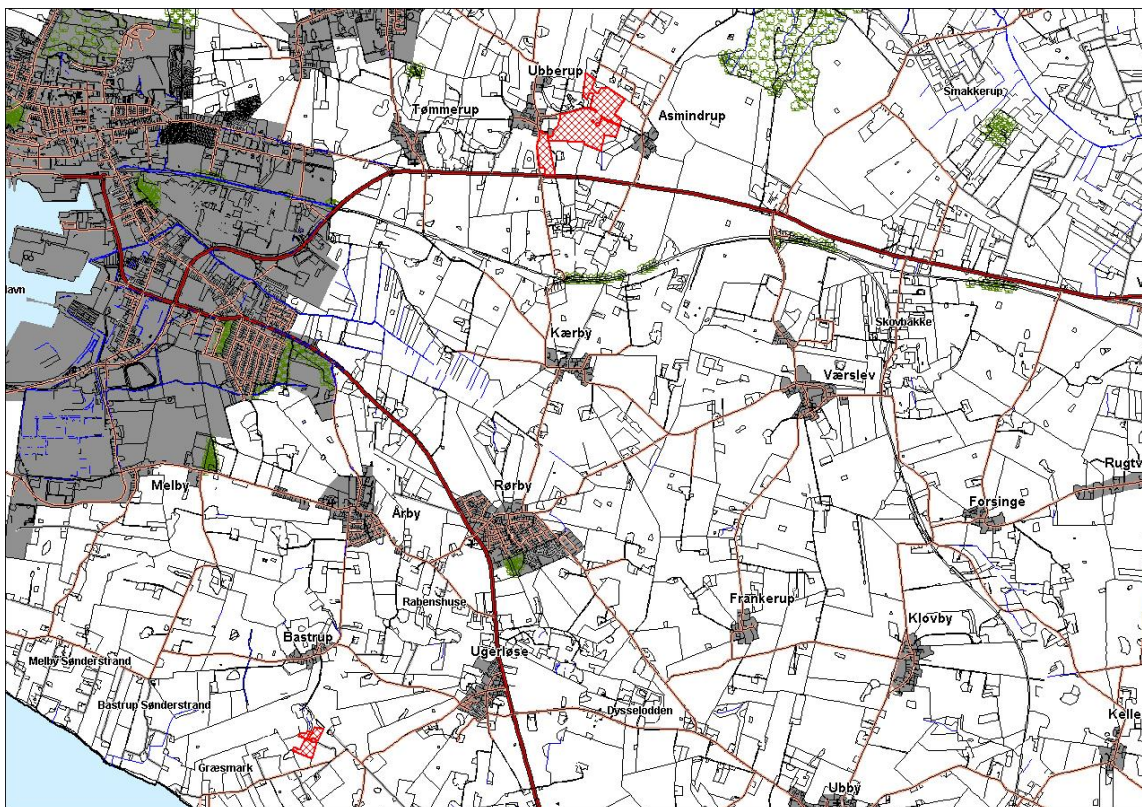 Ubberup
Smakkerup
Tømmerup
Asmindrup
Havn
Skovbakke
Kærby
Værslev
Rørby
Rugtv
Melby
Årby
Forsinge
Rabenshuse
Frankerup
Klovby
Bastrup
Ugerløse
Melby Sønderstrand
Bastrup Sønderstrand
Dysselodden
Kelle
Græsmark
Ubby